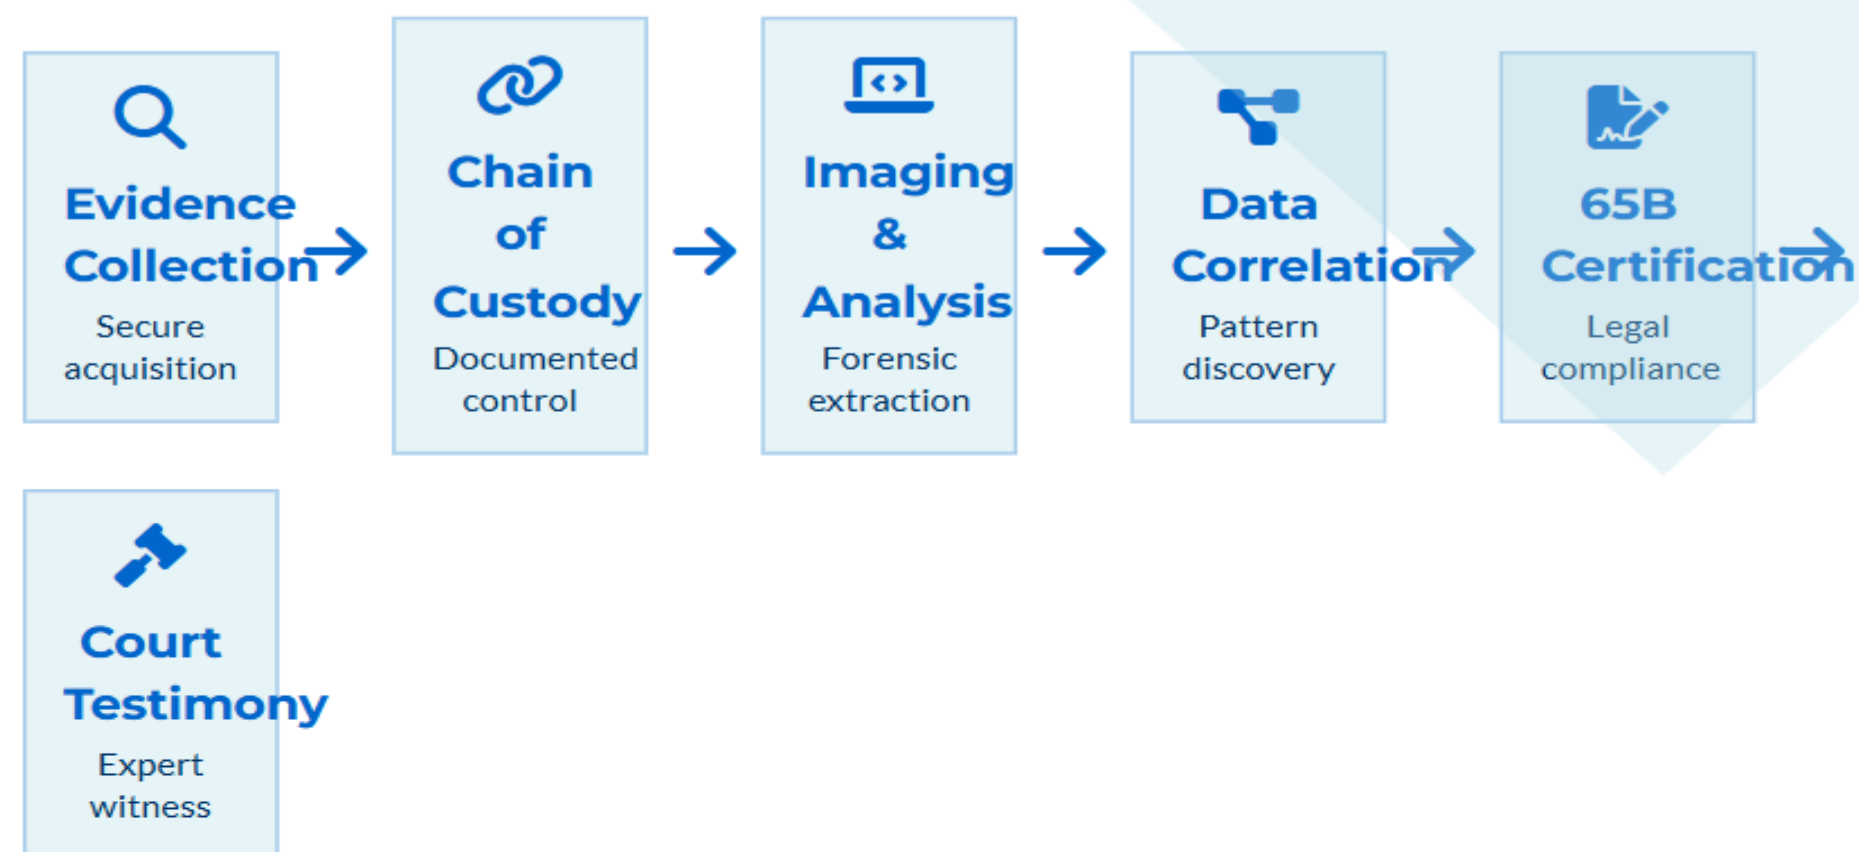 Evidence
Collection
Secure
acquisition
Chain
of
Custody
Documented
control
Imaging
&
Analysis
Forensic
extraction
Data
Correlation
Pattern
discovery
65B
Certification
Legal
compliance
Court
Testimony
Expert
witness